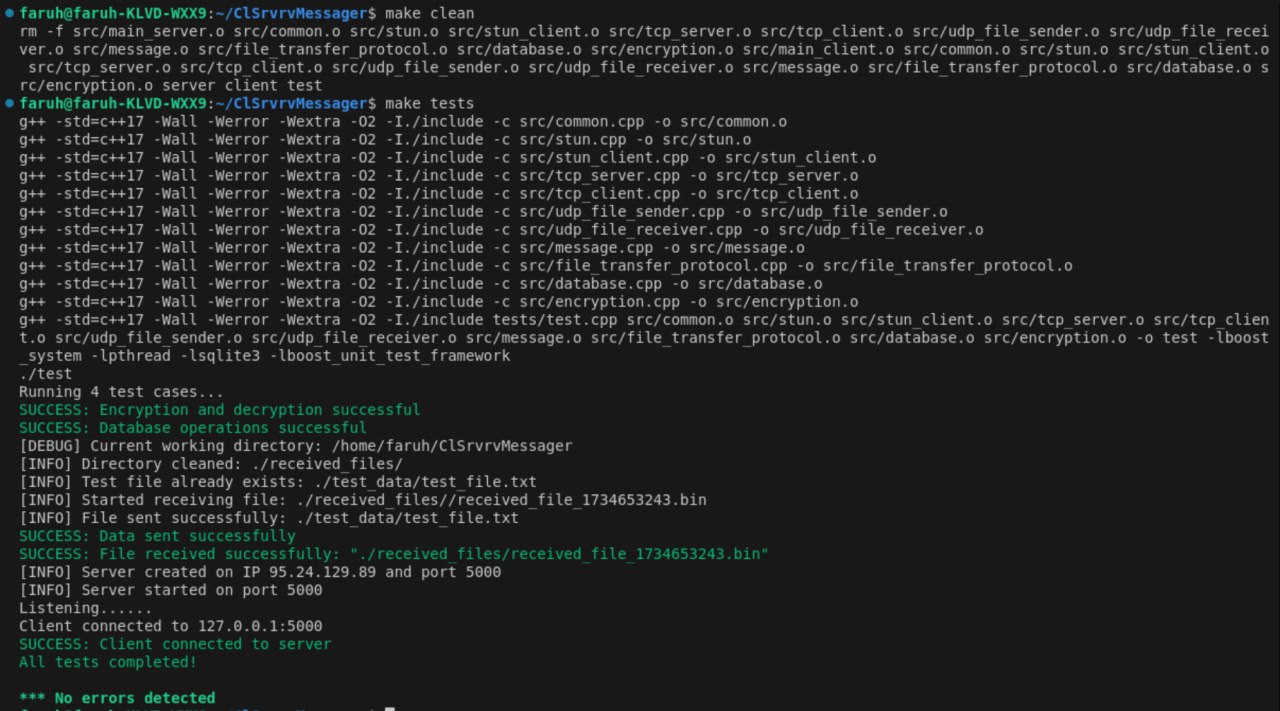 faruh@faruh-KLVD-WXX9:~/ClSrvrvMessager$ make clean
rm -f src/main_server.o src/common.o src/stun.o src/stun_client.o src/tcp_server.o src/tcp_client.o src/udp_file_sender.o src/udp_file_recei
ver.o src/message.o src/file_transfer_protocol.o src/database.o src/encryption.o src/main_client.o src/common.o src/stun.o src/stun_client.o
 src/tcp_server.o src/tcp_client.o src/udp_file_sender.o src/udp_file_receiver.o src/message.o src/file_transfer_protocol.o src/database.o s
rc/encryption.o server client test
faruh@faruh-KLVD-WXX9:~/ClSrvrvMessager$ make tests
g++ -std=c++17 -Wall -Werror -Wextra -O2 -I./include -c src/common.cpp -o src/common.o
g++ -std=c++17 -Wall -Werror -Wextra -O2 -I./include -c src/stun.cpp -o src/stun.o
g++ -std=c++17 -Wall -Werror -Wextra -O2 -I./include -c src/stun_client.cpp -o src/stun_client.o
g++ -std=c++17 -Wall -Werror -Wextra -O2 -I./include -c src/tcp_server.cpp -o src/tcp_server.o
g++ -std=c++17 -Wall -Werror -Wextra -O2 -I./include -c src/tcp_client.cpp -o src/tcp_client.o
g++ -std=c++17 -Wall -Werror -Wextra -O2 -I./include -c src/udp_file_sender.cpp -o src/udp_file_sender.o
g++ -std=c++17 -Wall -Werror -Wextra -O2 -I./include -c src/udp_file_receiver.cpp -o src/udp_file_receiver.o
g++ -std=c++17 -Wall -Werror -Wextra -O2 -I./include -c src/message.cpp -o src/message.o
g++ -std=c++17 -Wall -Werror -Wextra -O2 -I./include -c src/file_transfer_protocol.cpp -o src/file_transfer_protocol.o
g++ -std=c++17 -Wall -Werror -Wextra -O2 -I./include -c src/database.cpp -o src/database.o
g++ -std=c++17 -Wall -Werror -Wextra -O2 -I./include -c src/encryption.cpp -o src/encryption.o
g++ -std=c++17 -Wall -Werror -Wextra -O2 -I./include tests/test.cpp src/common.o src/stun.o src/stun_client.o src/tcp_server.o src/tcp_clien
t.o src/udp_file_sender.o src/udp_file_receiver.o src/message.o src/file_transfer_protocol.o src/database.o src/encryption.o -o test -lboost
_system -lpthread -lsqlite3 -lboost_unit_test_framework
./test
Running 4 test cases...
SUCCESS: Encryption and decryption successful
SUCCESS: Database operations successful
[DEBUG] Current working directory: /home/faruh/ClSrvrvMessager
[INFO] Directory cleaned: ./received_files/
[INFO] Test file already exists: ./test_data/test_file.txt
[INFO] Started receiving file: ./received_files//received_file_1734653243.bin
[INFO] File sent successfully: ./test_data/test_file.txt
SUCCESS: Data sent successfully
SUCCESS: File received successfully: "./received_files/received_file_1734653243.bin"
[INFO] Server created on IP 95.24.129.89 and port 5000
[INFO] Server started on port 5000
Listening......
Client connected to 127.0.0.1:5000
SUCCESS: Client connected to server
All tests completed!
*** No errors detected